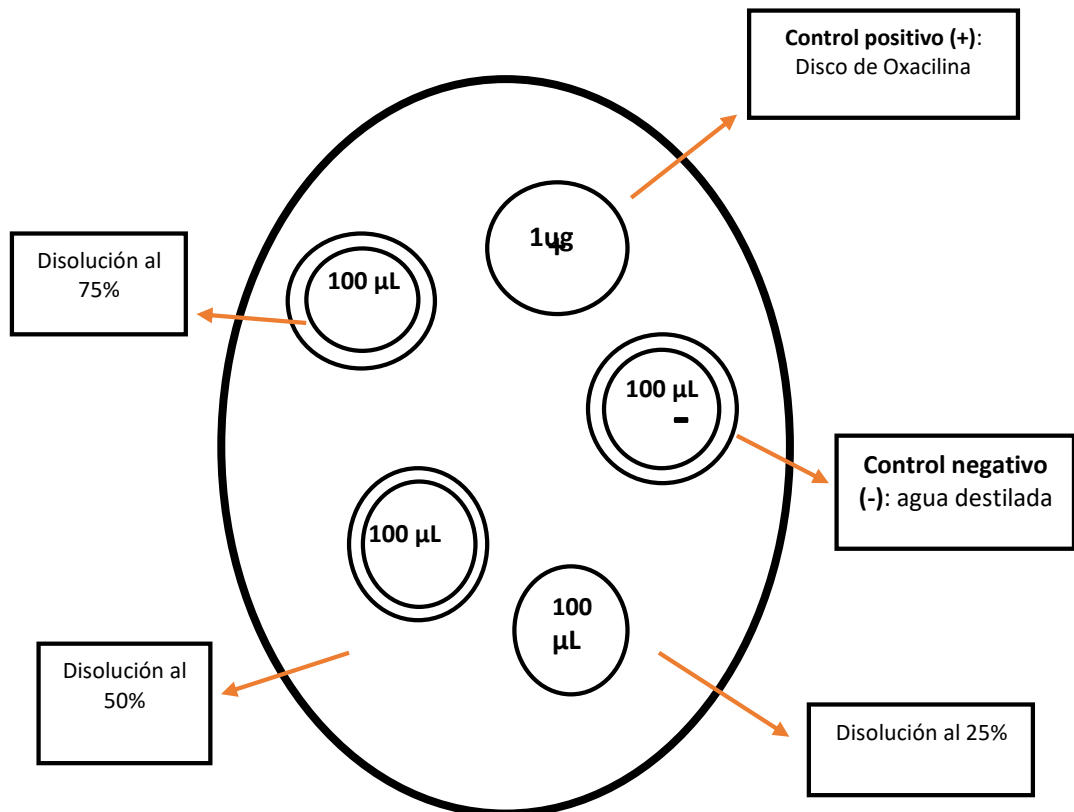 Control positivo (+):
Disco de Oxacilina
1ug
+
Disolución al
75%
100 µL
100 µL
-
Control negativo
(-): agua destilada
100 µL
100
µL
Disolución al
50%
Disolución al 25%